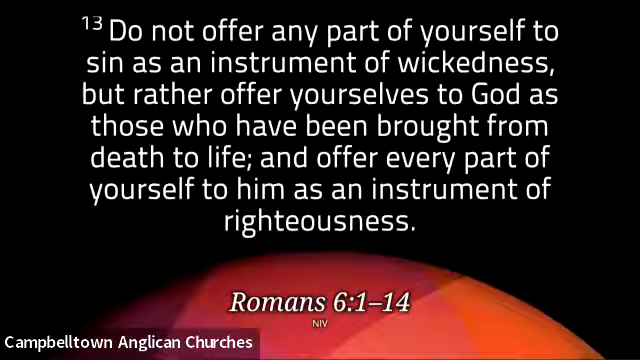 13 Do not offer any part of yourself to
sin as an instrument of wickedness,
but rather offer yourselves to God as
those who have been brought from
death to life; and offer every part of
yourself to him as an instrument of
righteousness.
Romans 6:1–14
NIV
Campbelltown Anglican Churches